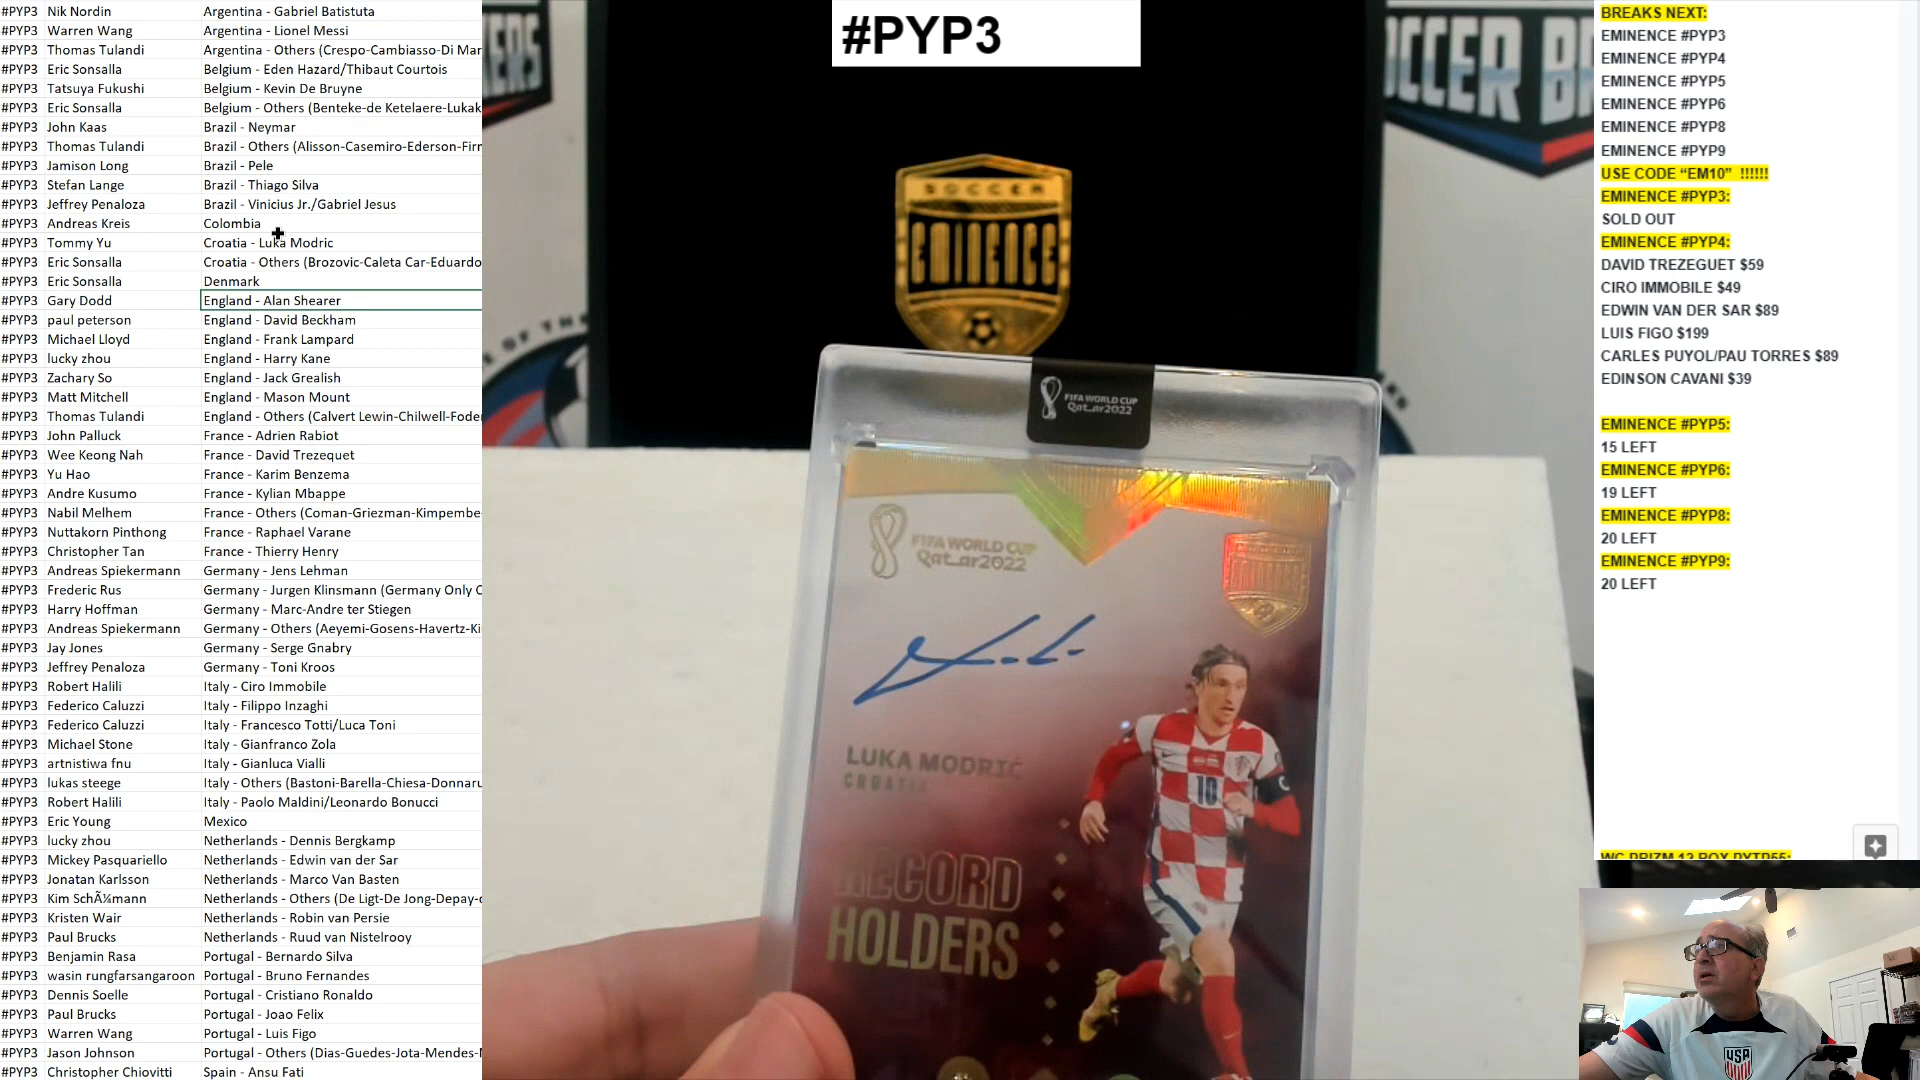 #PYP3 Nik Nordin Argentina - Gabriel Batistuta
#PYP3 Warren Wang Argentina - Lionel Messi
#PYP3 Thomas Tulandi Argentina - Others (Crespo-Cambiasso-Di Mar
#PYP3 Eric Sonsalla Belgium - Eden Hazard/Thibaut Courtois
#PYP3 Tatsuya Fukushi Belgium - Kevin De Bruyne
#PYP3 Eric Sonsalla Belgium - Others (Benteke-de Ketelaere-Lukak
#PYP3 John Kaas Brazil - Neymar
#PYP3 Thomas Tulandi Brazil - Others (Alisson-Casemiro-Ederson-Firr
#PYP3 Jamison Long Brazil - Pele
#PYP3 Stefan Lange Brazil - Thiago Silva
#PYP3 Jeffrey Penaloza Brazil - Vinicius Jr./Gabriel Jesus
#PYP3 Andreas Kreis Colombia
#PYP3 Tommy Yu Croatia - Luka Modric
#PYP3 Eric Sonsalla Croatia - Others (Brozovic-Caleta Car-Eduardo
#PYP3 Eric Sonsalla Denmark
#PYP3 Gary Dodd England - Alan Shearer
#PYP3 paul peterson England - David Beckham
#PYP3 Michael Lloyd England - Frank Lampard
#PYP3 lucky zhou England - Harry Kane
#PYP3 Zachary So England - Jack Grealish
#PYP3 Matt Mitchell England - Mason Mount
#PYP3 Thomas Tulandi England - Others (Calvert Lewin-Chilwell-Fode
#PYP3 John Palluck France - Adrien Rabiot
#PYP3 Wee Keong Nah France - David Trezequet
#PYP3 Yu Hao France - Karim Benzema
#PYP3 Andre Kusumo France - Kylian Mbappe
#PYP3 Nabil Melhem France - Others (Coman-Griezman-Kimpembe-
#PYP3 Nuttakorn Pinthong France - Raphael Varane
#PYP3 Christopher Tan France - Thierry Henry
#PYP3 Andreas Spiekermann Germany - Jens Lehman
#PYP3 Frederic Rus Germany - Jurgen Klinsmann (Germany Only C
#PYP3 Harry Hoffman Germany - Marc-Andre ter Stiegen
#PYP3 Andreas Spiekermann Germany - Others (Aeyemi-Gosens-Havertz-Ki
#PYP3 Jay Jones Germany - Serge Gnabry
#PYP3 Jeffrey Penaloza Germany - Toni Kroos
#PYP3 Robert Halili Italy - Ciro Immobile
#PYP3 Federico Caluzzi Italy - Filippo Inzaghi
#PYP3 Federico Caluzzi Italy - Francesco Totti/Luca Toni
#PYP3 Michael Stone Italy - Gianfranco Zola
#PYP3 artnistiwa fnu Italy - Gianluca Vialli
#PYP3 lukas steege Italy - Others (Bastoni-Barella-Chiesa-Donnaru
#PYP3 Robert Halili Italy - Paolo Maldini/Leonardo Bonucci
#PYP3 Eric Young Mexico
#PYP3 lucky zhou Netherlands - Dennis Bergkamp
#PYP3 Mickey Pasquariello Netherlands - Edwin van der Sar
#PYP3 Jonatan Karlsson Netherlands - Marco Van Basten
#PYP3 Kim SchÃ¼mann Netherlands - Others (De Ligt-De Jong-Depay-d
#PYP3 Kristen Wair Netherlands - Robin van Persie
#PYP3 Paul Brucks Netherlands - Ruud van Nistelrooy
#PYP3 Benjamin Rasa Portugal - Bernardo Silva
#PYP3 wasin rungfarsangaroon Portugal - Bruno Fernandes
#PYP3 Dennis Soelle Portugal - Cristiano Ronaldo
#PYP3 Paul Brucks Portugal - Joao Felix
#PYP3 Warren Wang Portugal - Luis Figo
#PYP3 Jason Johnson Portugal - Others (Dias-Guedes-Jota-Mendes-
#PYP3 Christopher Chiovitti Spain - Ansu Fati
#PYP3
SOCCER
EMINENCE
SOCCER BR
FIFA WORLD CUP
Qatar2022
FIFA WORLD CUP
Qatar2022
LUKA MODRIĆ
CROATIA
10
C
RECORD
HOLDERS
BREAKS NEXT:
EMINENCE #PYP3
EMINENCE #PYP4
EMINENCE #PYP5
EMINENCE #PYP6
EMINENCE #PYP8
EMINENCE #PYP9
USE CODE “EM10” !!!!!!
EMINENCE #PYP3:
SOLD OUT
EMINENCE #PYP4:
DAVID TREZEGUET $59
CIRO IMMOBILE $49
EDWIN VAN DER SAR $89
LUIS FIGO $199
CARLES PUYOL/PAU TORRES $89
EDINSON CAVANI $39
EMINENCE #PYP5:
15 LEFT
EMINENCE #PYP6:
19 LEFT
EMINENCE #PYP8:
20 LEFT
EMINENCE #PYP9:
20 LEFT
WC PRIZM 12 BOX PYTP55:
USA